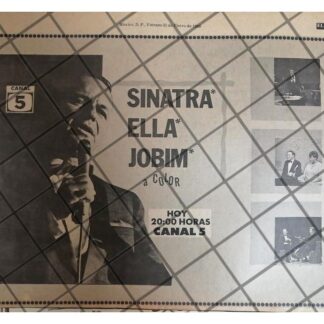 CANAL
5
SINATRA*
ELLA*
JOBIM*
a COLOR
HOY
20:00 HORAS
CANAL 5